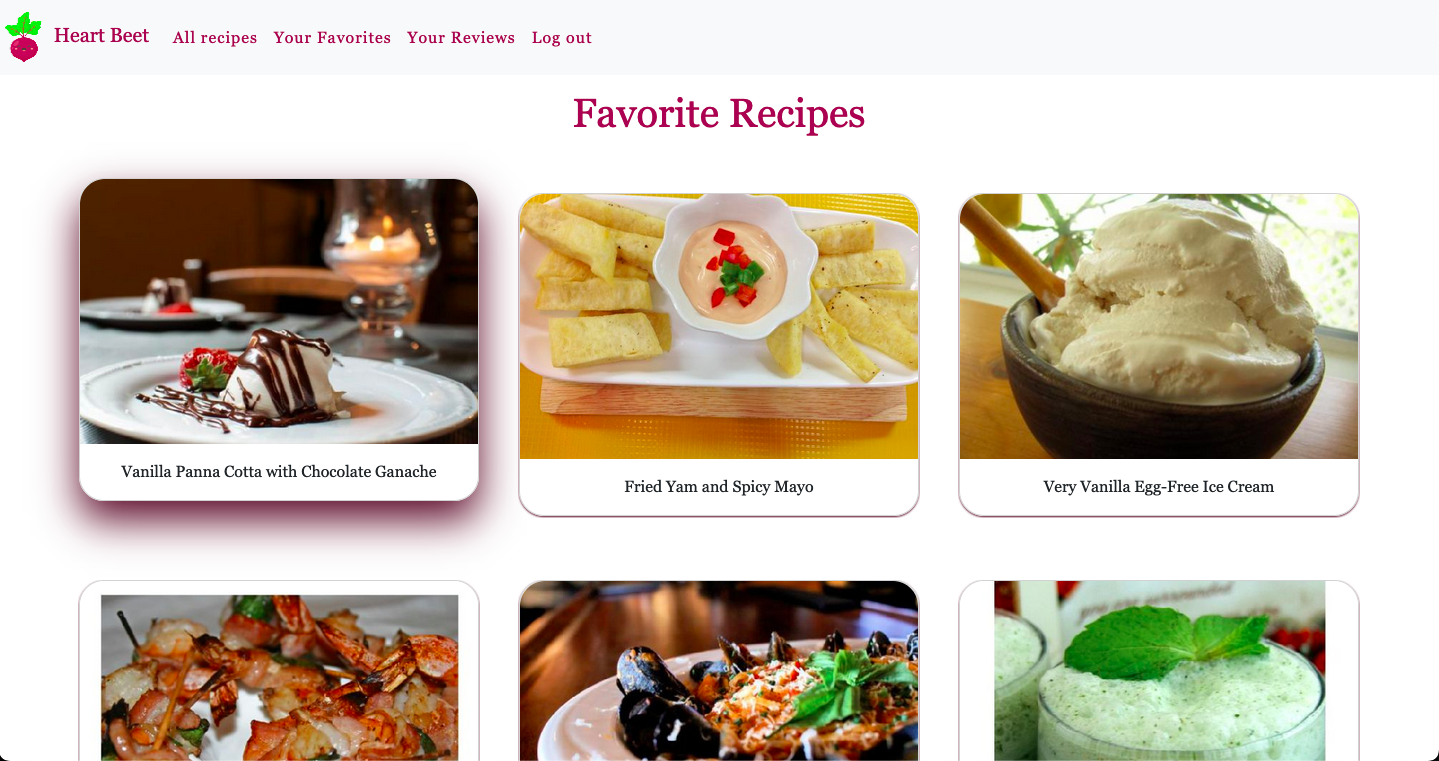 Heart Beet
All recipes
Your Favorites
Your Reviews
Log out
Favorite Recipes
Vanilla Panna Cotta with Chocolate Ganache
Fried Yam and Spicy Mayo
Very Vanilla Egg-Free Ice Cream